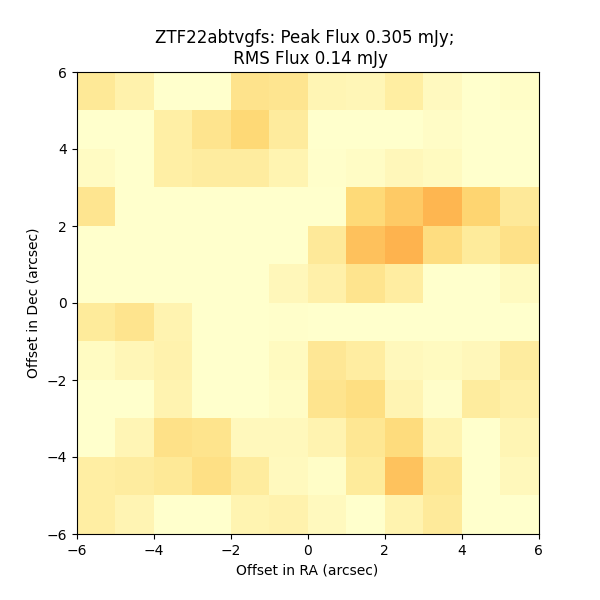 ZTF22abtvgfs: Peak Flux 0.305 mJy;
RMS Flux 0.14 mJy
6
4
2
0
−2
−4
−6
Offset in Dec (arcsec)
−6 −4 −2 0 2 4 6
Offset in RA (arcsec)